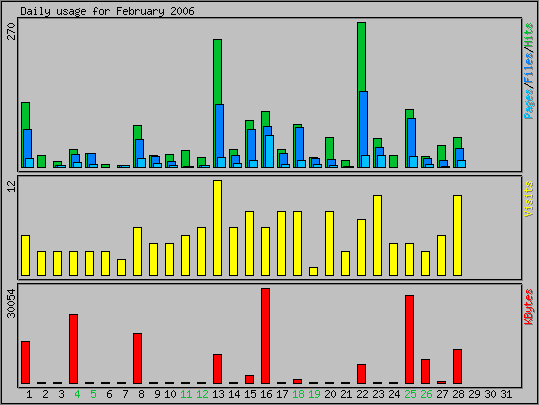 Daily usage for February 2006
270
Pages/Files/Hits
12
Visits
30054
KBytes
1 2 3 4 5 6 7 8 9 10 11 12 13 14 15 16 17 18 19 20 21 22 23 24 25 26 27 28 29 30 31